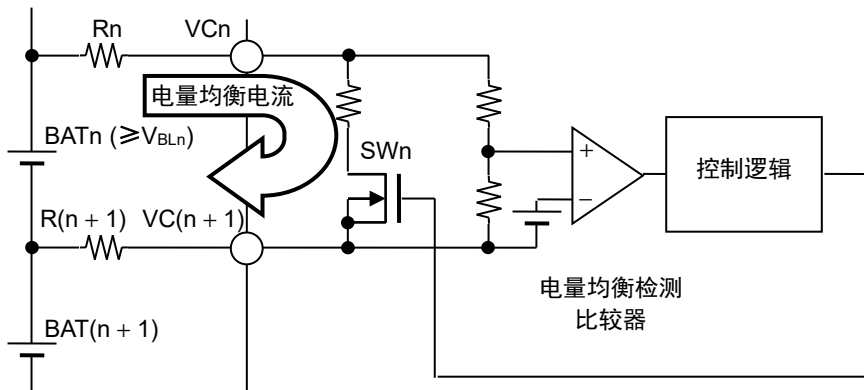 Rn
VCn
电量均衡电流
BATn (≥VBLn)
SWn
+
−
控制逻辑
R(n + 1)
VC(n + 1)
电量均衡检测
比较器
BAT(n + 1)